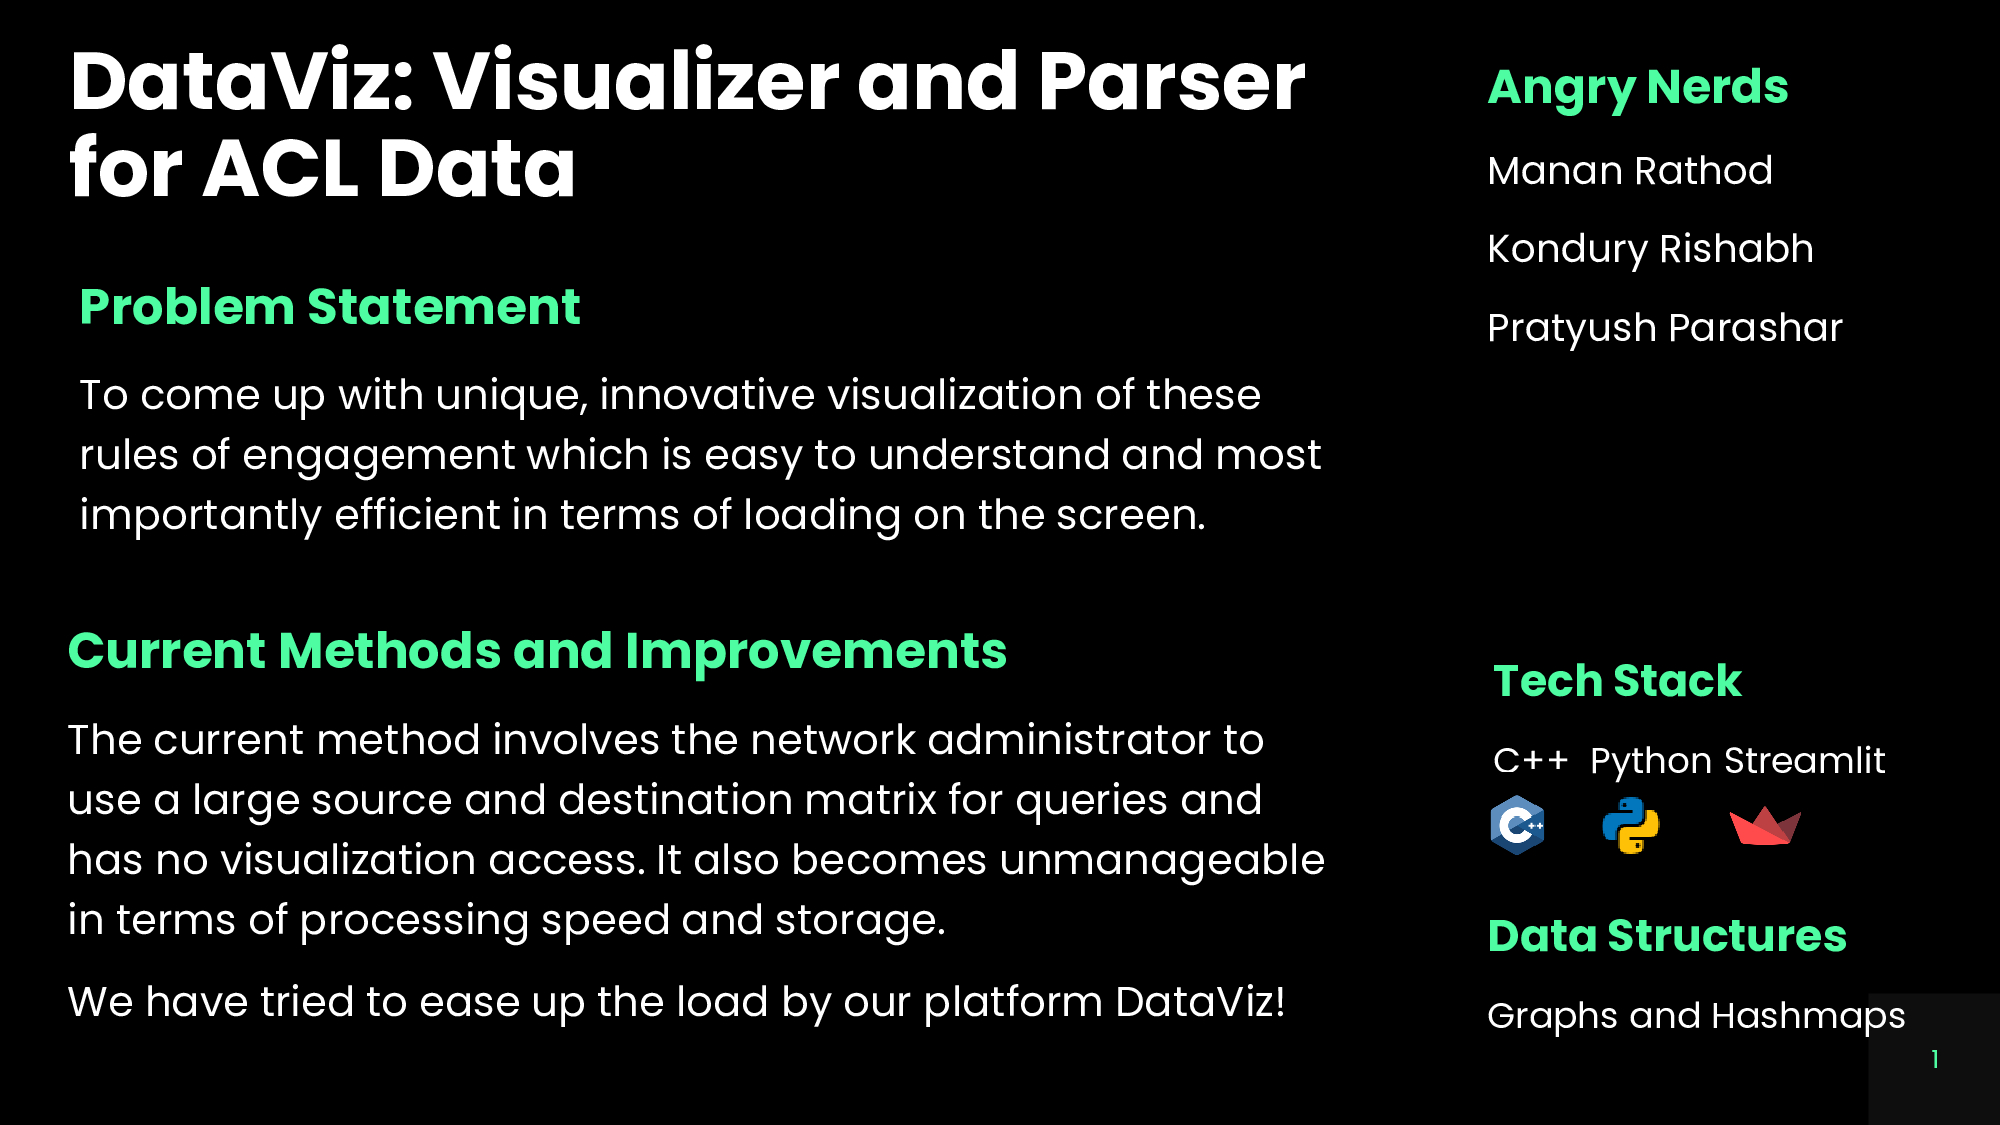 DataViz: Visualizer and Parser
for ACL Data
Problem Statement
To come up with unique, innovative visualization of these
rules of engagement which is easy to understand and most
importantly efficient in terms of loading on the screen.
Current Methods and Improvements
The current method involves the network administrator to
use a large source and destination matrix for queries and
has no visualization access. It also becomes unmanageable
in terms of processing speed and storage.
We have tried to ease up the load by our platform DataViz!
Angry Nerds
Manan Rathod
Kondury Rishabh
Pratyush Parashar
Tech Stack
C++ Python Streamlit
C++
Data Structures
Graphs and Hashmaps
1